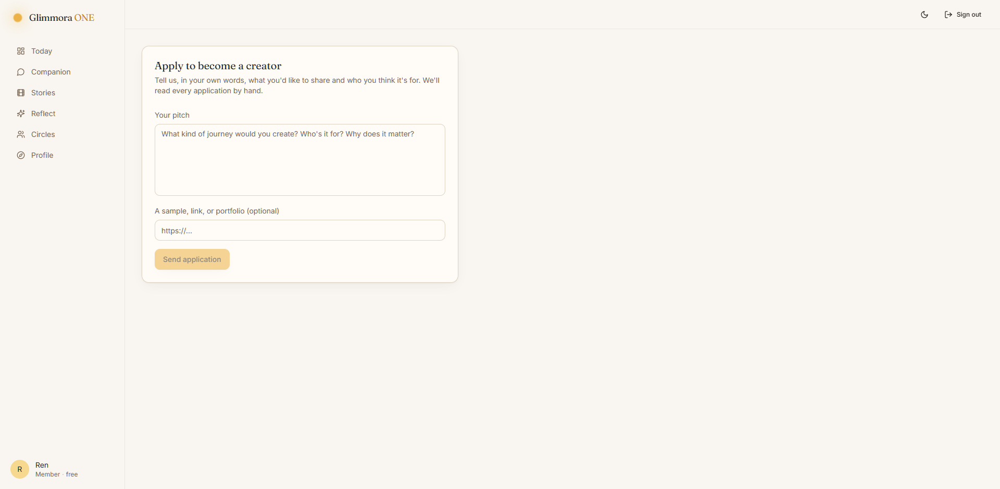 Glimmora ONE
Sign out
Today
Companion
Stories
Reflect
Circles
Profile
Apply to become a creator
Tell us, in your own words, what you'd like to share and who you think it's for. We'll
read every application by hand.
Your pitch
What kind of journey would you create? Who's it for? Why does it matter?
A sample, link, or portfolio (optional)
https://...
Send application
R
Ren
Member · free